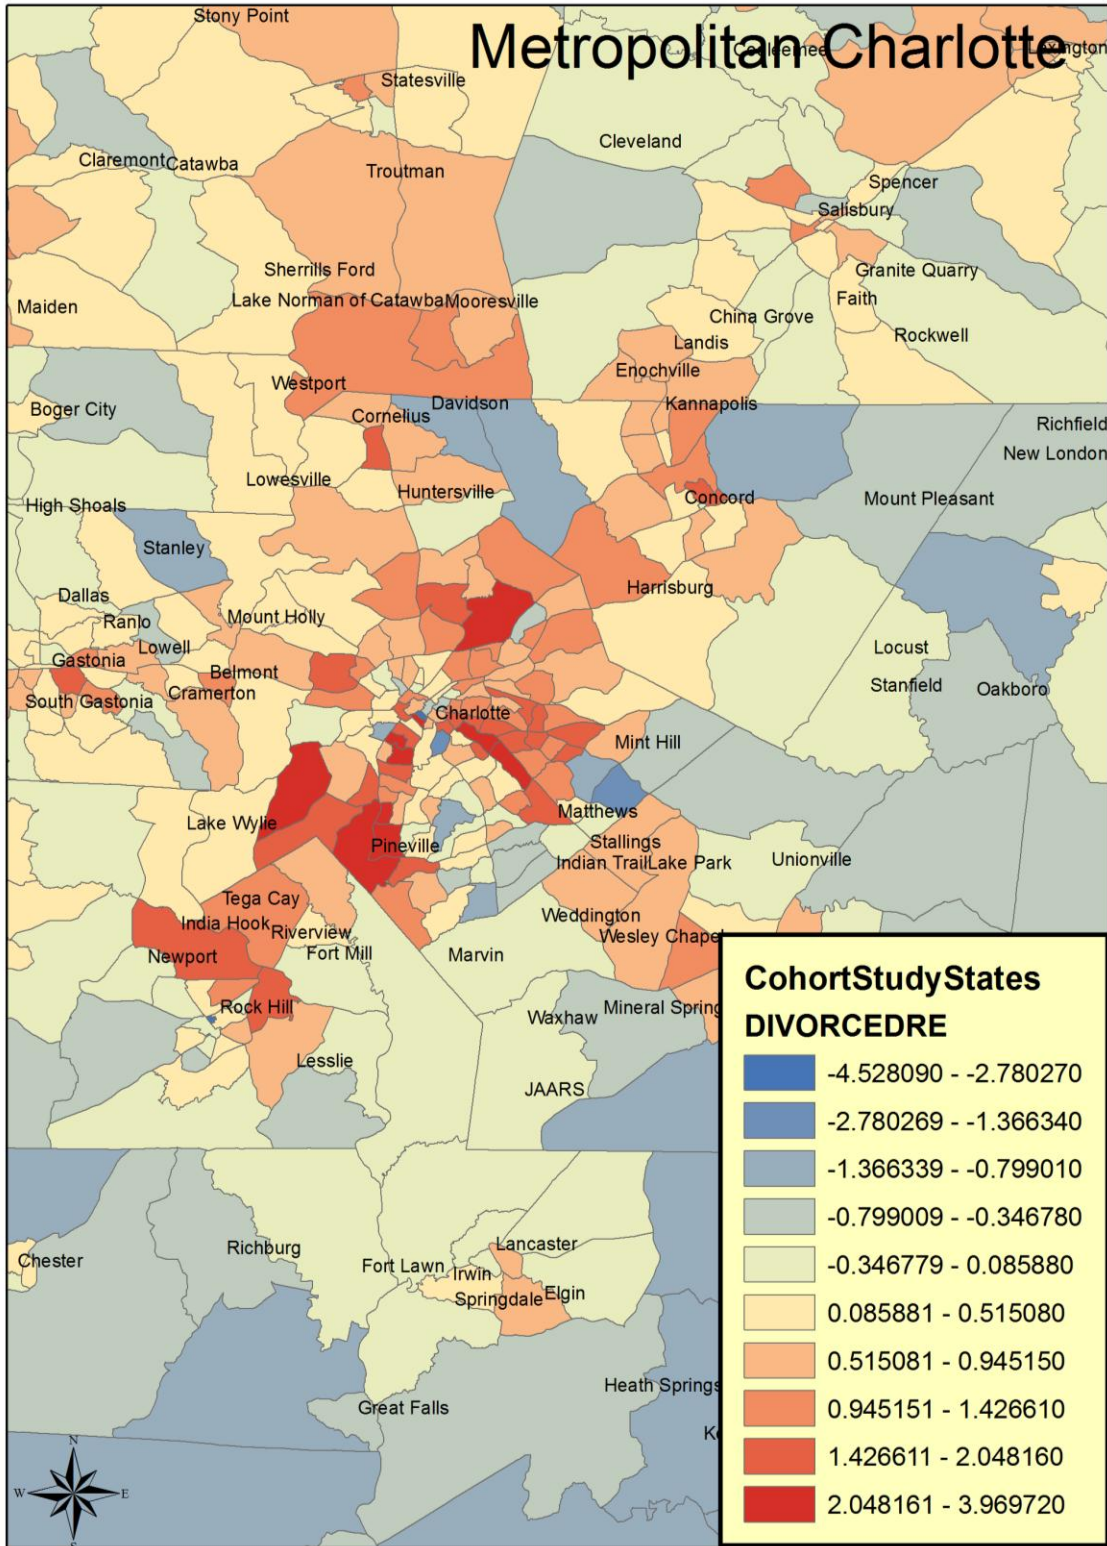 Stony Point
Metropolitan Charlotte
Cooleemee
Lexington
Statesville
Cleveland
Claremont
Catawba
Troutman
Spencer
Salisbury
Sherrills Ford
Granite Quarry
Maiden
Lake Norman of Catawba
Mooresville
Faith
China Grove
Rockwell
Landis
Enochville
Westport
Davidson
Kannapolis
Boger City
Cornelius
Richfield
New London
Lowesville
Huntersville
Concord
Mount Pleasant
High Shoals
Stanley
Harrisburg
Dallas
Ranlo
Mount Holly
Lowell
Locust
Gastonia
Belmont
Stanfield
Oakboro
South Gastonia
Cramerton
Charlotte
Mint Hill
Lake Wylie
Matthews
Pineville
Stallings
Indian Trail
Lake Park
Unionville
Tega Cay
India Hook
Riverview
Weddington
Wesley Chapel
Newport
Fort Mill
Marvin
Rock Hill
Waxhaw
Mineral Spring
Lesslie
JAARS
CohortStudyStates
DIVORCEDRE
-4.528090 - -2.780270
-2.780269 - -1.366340
-1.366339 - -0.799010
-0.799009 - -0.346780
-0.346779 - 0.085880
0.085881 - 0.515080
0.515081 - 0.945150
0.945151 - 1.426610
1.426611 - 2.048160
2.048161 - 3.969720
Chester
Richburg
Fort Lawn
Lancaster
Irwin
Springdale
Elgin
Heath Springs
Great Falls
Ke
N
W
E
S